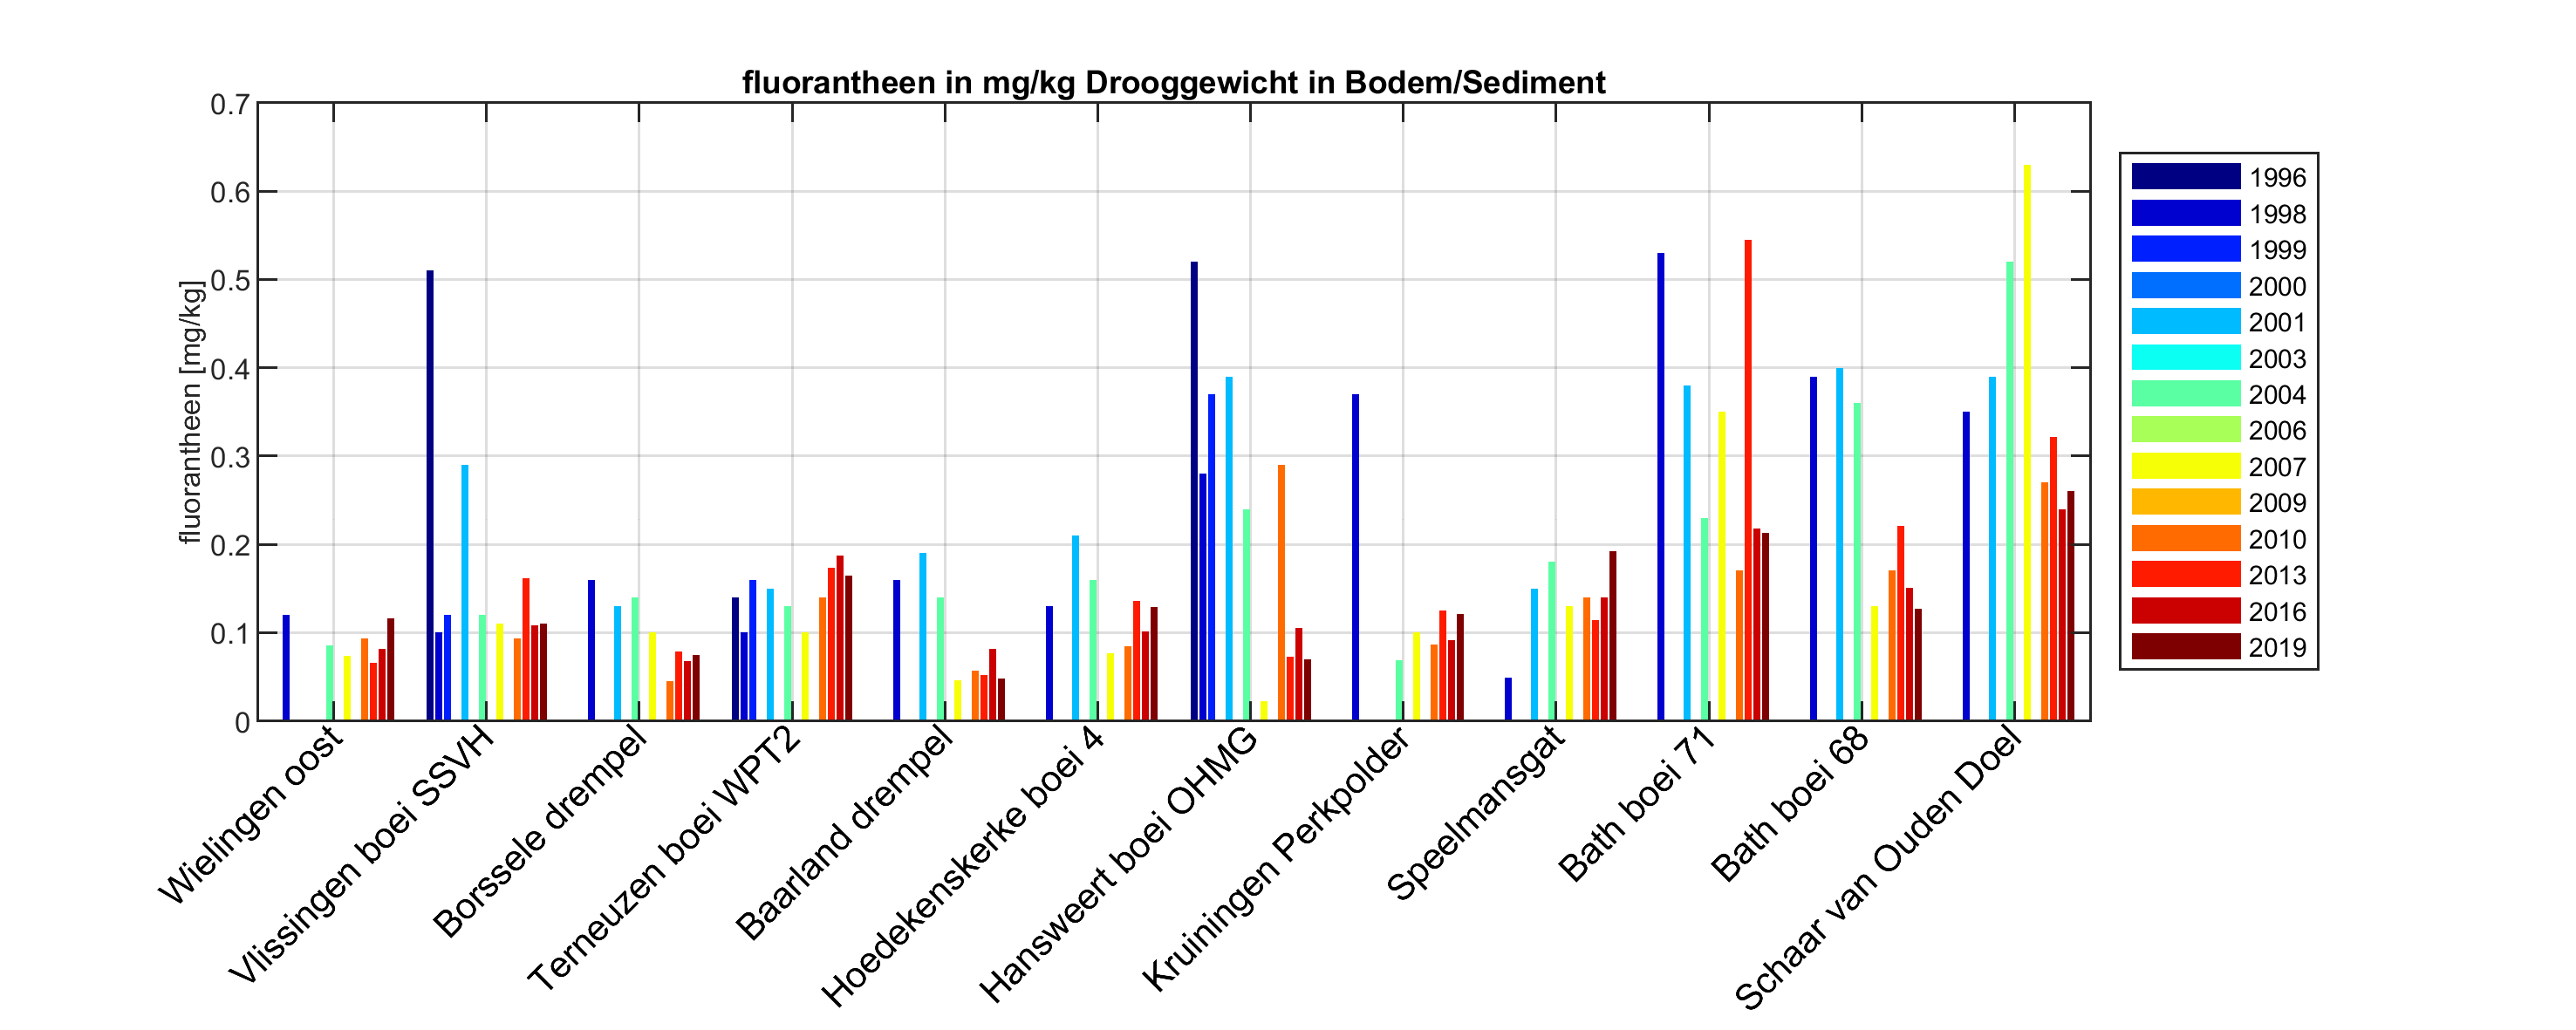 fluorantheen in mg/kg Drooggewicht in Bodem/Sediment
fluorantheen [mg/kg]
0.7
0.6
0.5
0.4
0.3
0.2
0.1
0
Wielingen oost
Vlissingen boei SSVH
Borssele drempel
Terneuzen boei WPT2
Baarland drempel
Hoedekenskerke boei 4
Hansweert boei OHMG
Kruiningen Perkpolder
Speelmansgat
Bath boei 71
Bath boei 68
Schaar van Ouden Doel
1996
1998
1999
2000
2001
2003
2004
2006
2007
2009
2010
2013
2016
2019